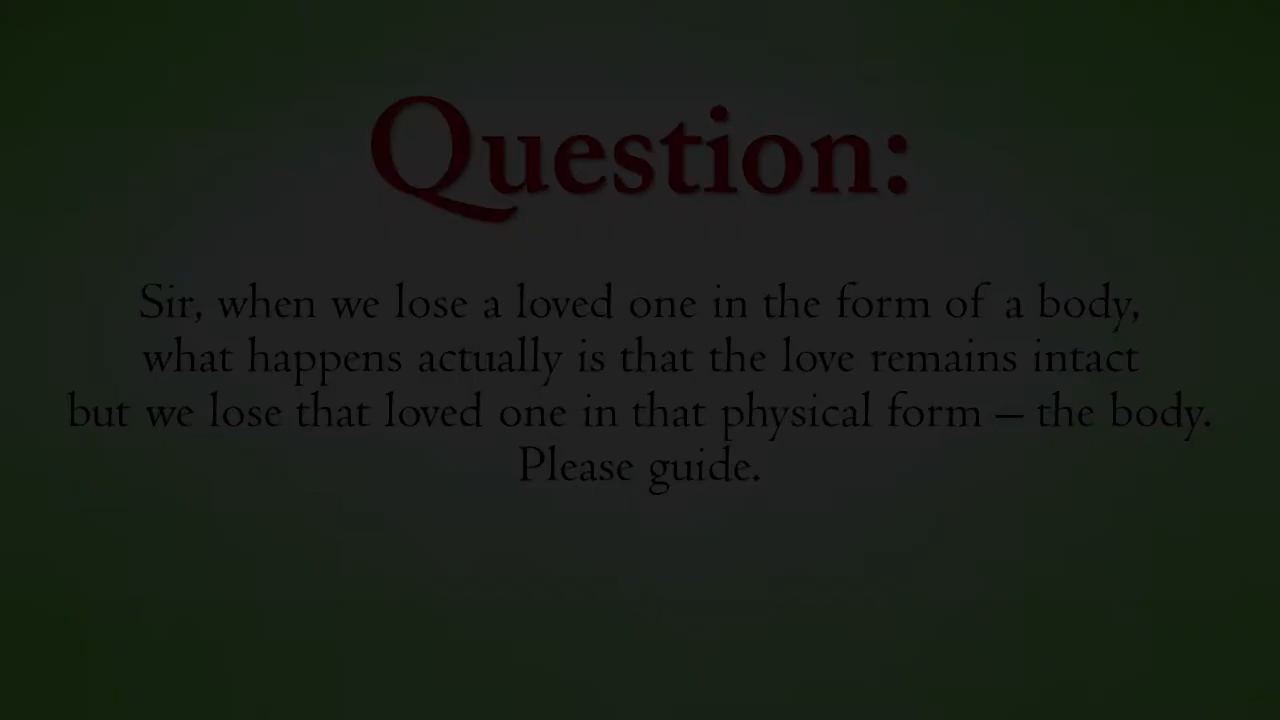 Question:
Sir, when we lose a loved one in the form of a body,
what happens actually is that the love remains intact
but we lose that loved one in that physical form – the body.
Please guide.